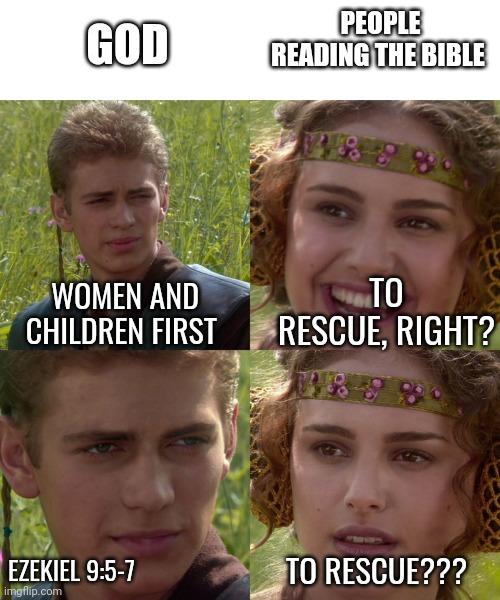 GOD
PEOPLE
READING THE BIBLE
WOMEN AND
CHILDREN FIRST
TO
RESCUE, RIGHT?
EZEKIEL 9:5-7
TO RESCUE???
imgflip.com